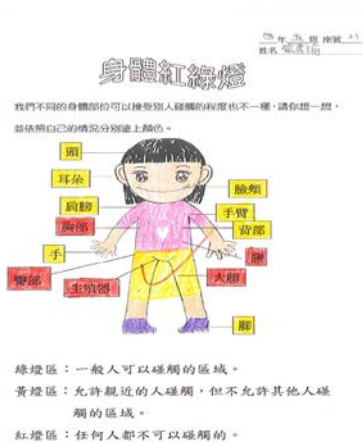 年 班 座號 21
姓名
身體紅綠燈
我們不同的身體部位可以接受別人碰觸的程度也不一樣，請你想一想，
並依照自己的情況分別塗上顏色。
頭
耳朵
臉頰
肩膀
手臂
胸部
背部
手
腰
臀部
生殖器
大腿
腳
綠燈區：一般人可以碰觸的區域。
黃燈區：允許親近的人碰觸，但不允許其他人碰
觸的區域。
紅燈區：任何人都不可以碰觸的。